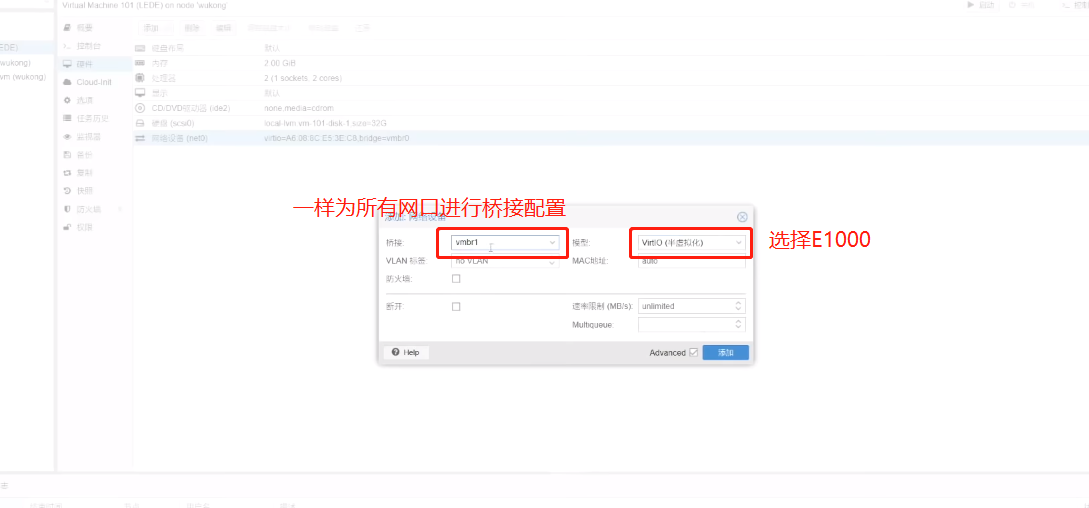 Virtual Machine 101 (LEDE) on node 'wukong'
启动
概要
添加
删除
编辑
EDE)
控制台
键盘布局
默认
(wukong)
硬件
内存
2.00 GiB
vm (wukong)
Cloud-Init
处理器
2 (1 sockets, 2 cores)
选项
显示
默认
任务历史
CD/DVD驱动器 (ide2)
none,media=cdrom
监视器
硬盘 (scsi0)
local-lvm:vm-101-disk-1,size=32G
备份
网络设备 (net0)
virtio=A6:98:8C:E5:3E:C8,bridge=vmbr0
复制
快照
防火墙
权限
一样为所有网口进行桥接配置
添加: 网络设备
桥接:
vmbr1
模型:
VirtIO (半虚拟化)
选择E1000
VLAN 标签:
no VLAN
MAC地址:
auto
防火墙:
断开:
速率限制 (MB/s):
unlimited
Multiqueue:
Help
Advanced
添加
志